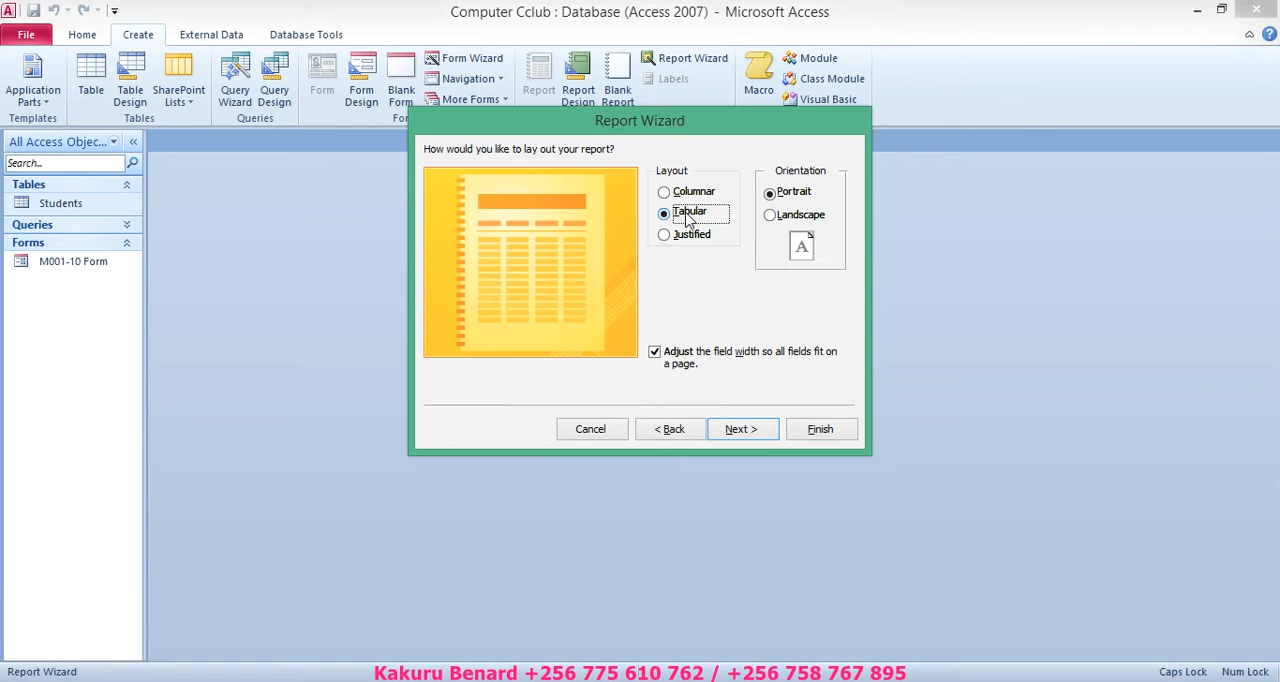 Computer Cclub : Database (Access 2007) - Microsoft Access
File Home Create External Data Database Tools
Application Parts Table Table Design SharePoint Lists Query Wizard Query Design Form Form Design Blank Form Form Wizard Navigation More Forms Report Report Design Blank Report Report Wizard Labels Macro Module Class Module Visual Basic
Templates Tables Queries
All Access Objec...
Search...
Tables
Students
Queries
Forms
M001-10 Form
Report Wizard
How would you like to lay out your report?
Layout
Columnar
Tabular
Justified
Orientation
Portrait
Landscape
A
Adjust the field width so all fields fit on
a page.
Cancel < Back Next > Finish
Report Wizard
Kakuru Benard +256 775 610 762 / +256 758 767 895
Caps Lock Num Lock